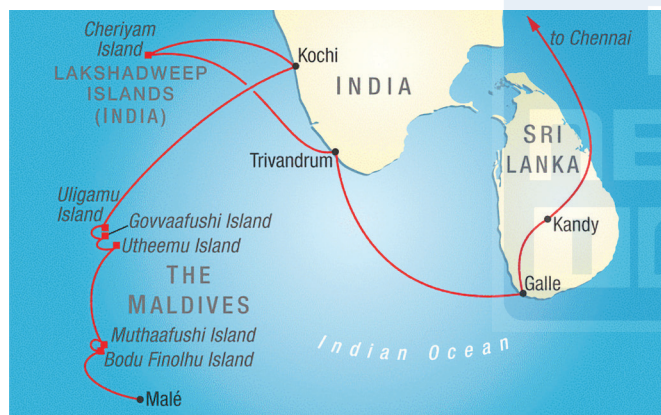 Cheriyam
Island
LAKSHADWEEP
ISLANDS
(INDIA)
Kochi
INDIA
to Chennai
SRI
LANKA
Trivandrum
Uligamu
Island
Govvaafushi Island
Utheemu Island
Kandy
THE
MALDIVES
Galle
Muthaafushi Island
Bodu Finolhu Island
Indian Ocean
Malé